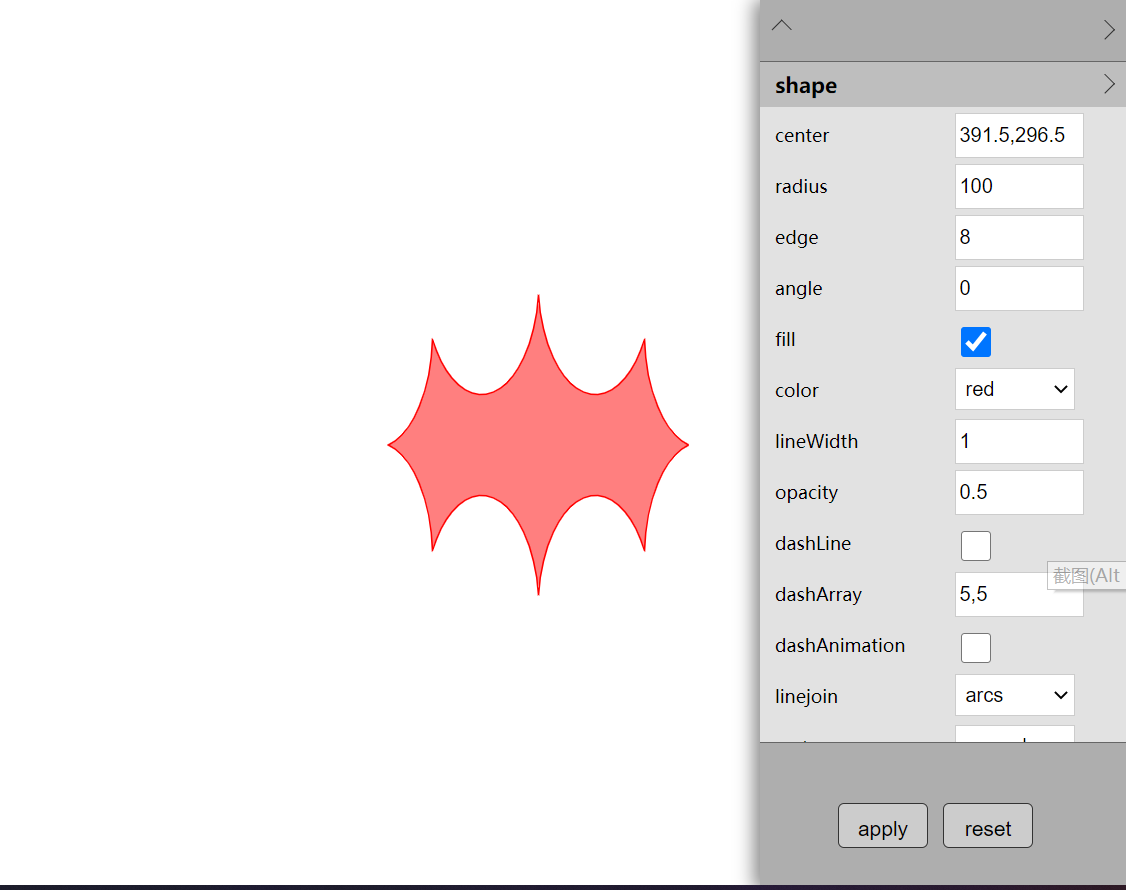 shape
center 391.5,296.5
radius 100
edge 8
angle 0
fill
color red
lineWidth 1
opacity 0.5
dashLine
截图(Alt
dashArray 5,5
dashAnimation
linejoin arcs
apply reset